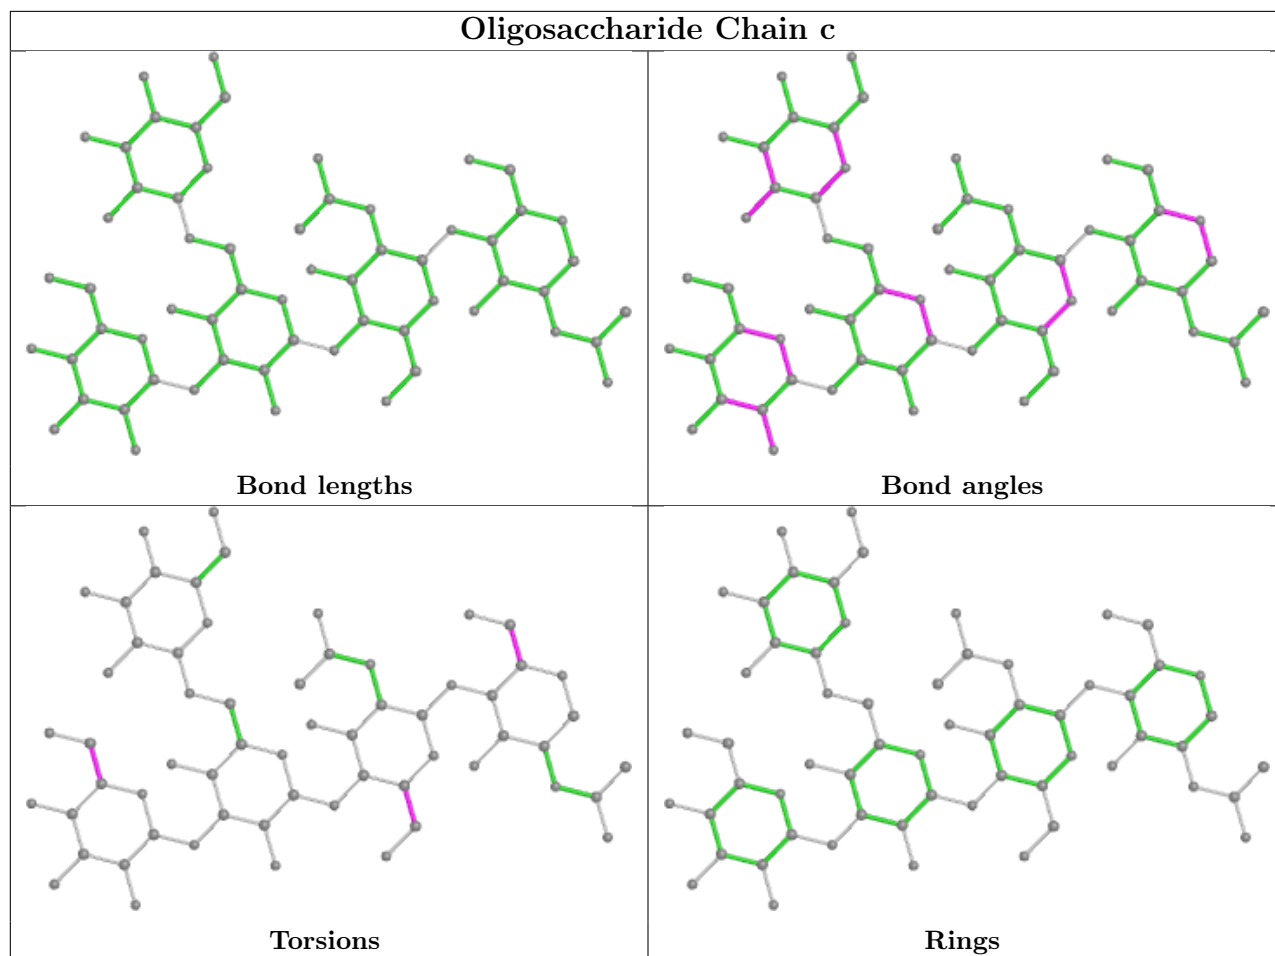 Oligosaccharide Chain c
Bond lengths
Bond angles
Torsions
Rings